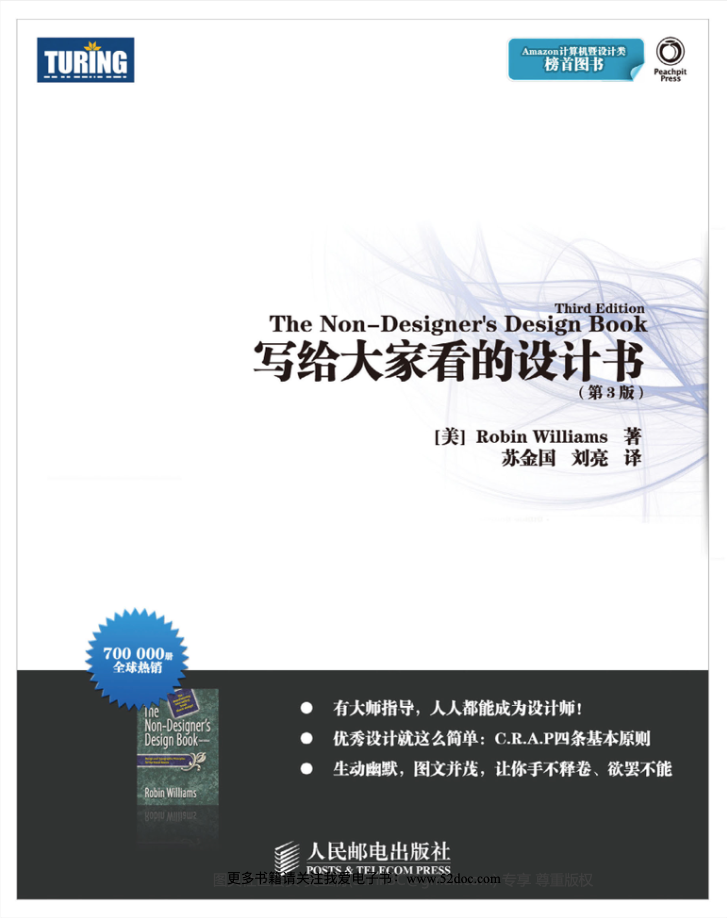 TURING
Amazon计算机暨设计类
榜首图书
Peachpit
Press
Third Edition
The Non-Designer's Design Book
写给大家看的设计书
(第3版)
[美] Robin Williams 著
苏金国 刘亮 译
700 000册
全球热销
The
Non-Designer's
Design Book—
Robin Williams
● 有大师指导，人人都能成为设计师！
● 优秀设计就这么简单：C.R.A.P四条基本原则
● 生动幽默，图文并茂，让你手不释卷、欲罢不能
人民邮电出版社
POSTS & TELECOM PRESS
更多书籍请关注我爱电子书：www.52doc.com
专享 尊重版权